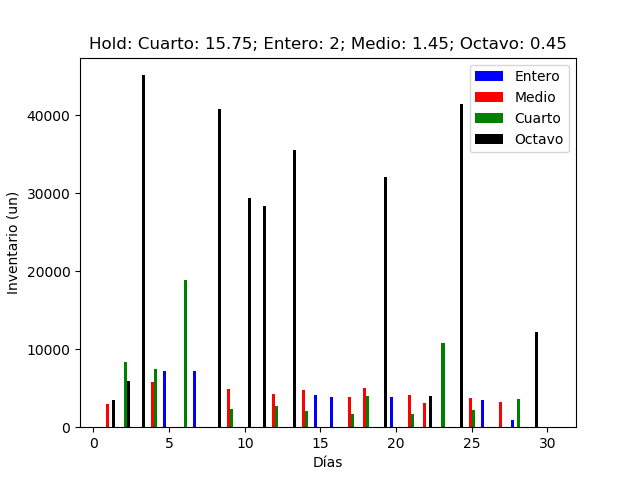 Hold: Cuarto: 15.75; Entero: 2; Medio: 1.45; Octavo: 0.45
Entero
Medio
Cuarto
Octavo
Inventario (un)
40000
30000
20000
10000
0
0 5 10 15 20 25 30
Días